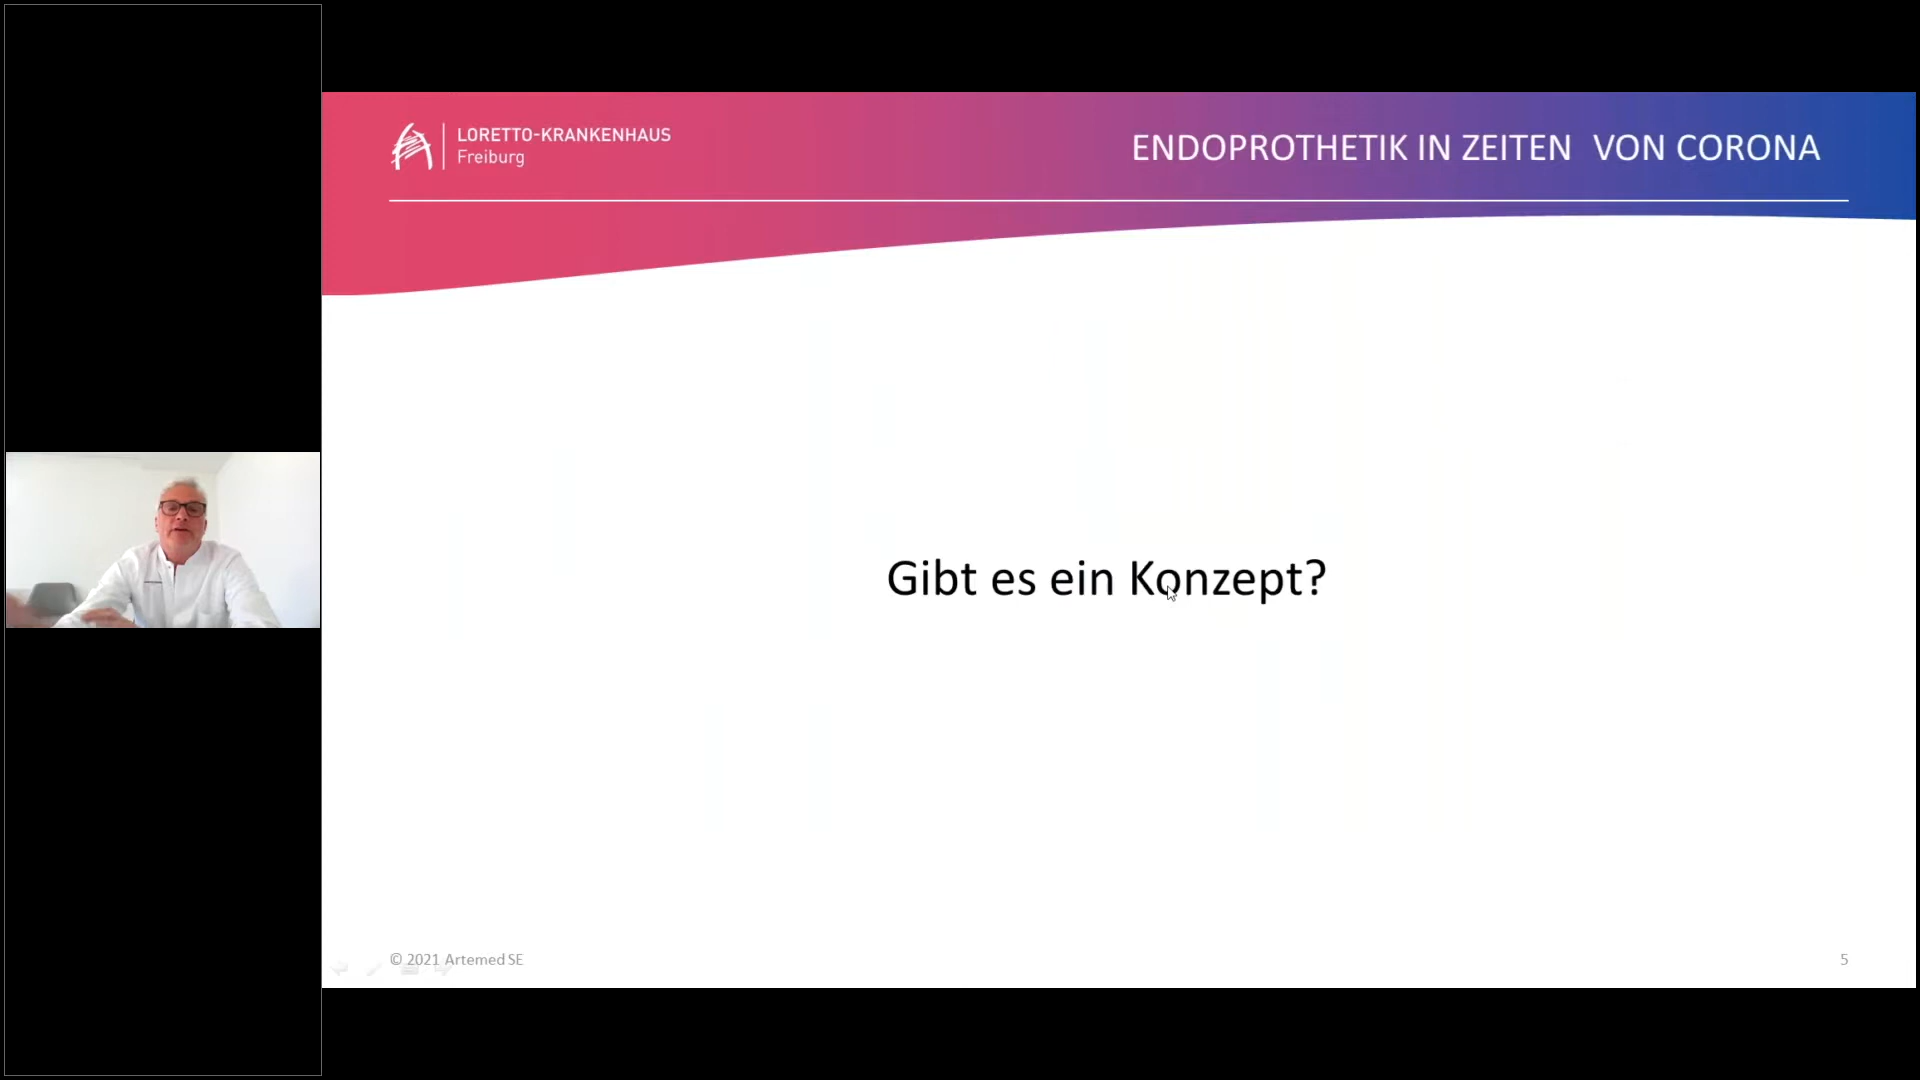 LORETTO-KRANKENHAUS
Freiburg
ENDOPROTHETIK IN ZEITEN  VON CORONA
Gibt es ein Konzept?
© 2021 Artemed SE
5